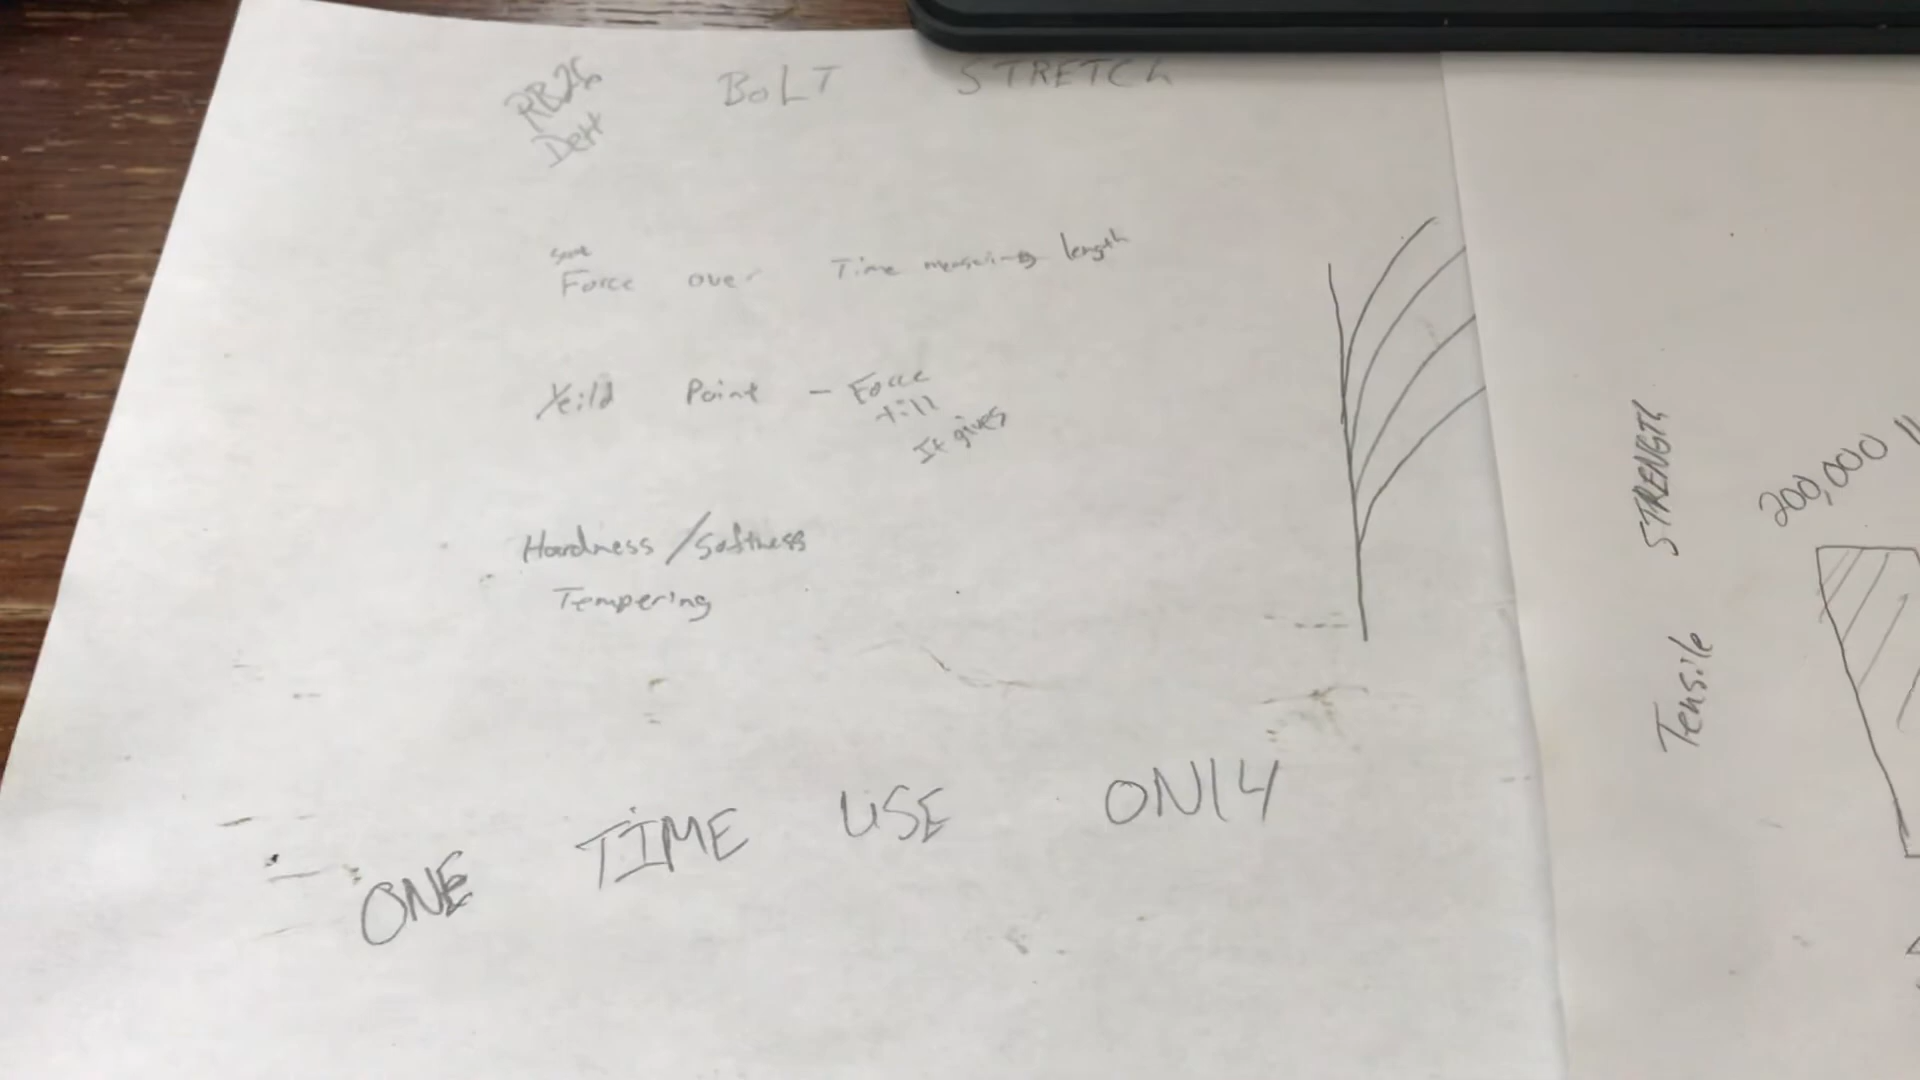 RB26 BOLT STRETCH
Dett
some
Force over Time measuring length
Yeild Point - Force
till
It gives
Hardness / Softness
Tempering
ONE TIME USE ONlY
Tensile STRENGTH
200,000